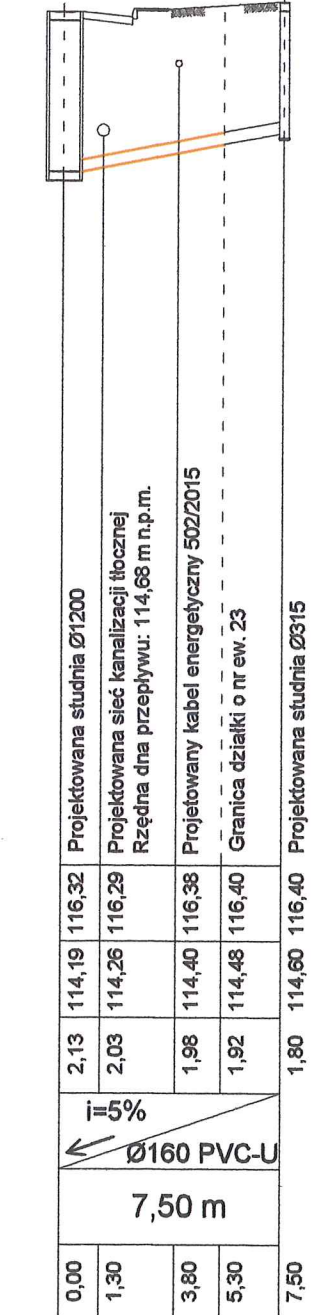 Projektowana studnia Ø1200
Projektowana sieć kanalizacji tłocznej
Rzędna dna przepływu: 114,68 m n.p.m.
Projetowany kabel energetyczny 502/2015
Granica działki o nr ew. 23
Projektowana studnia Ø315
116,32
116,29
116,38
116,40
116,40
114,19
114,26
114,40
114,48
114,60
2,13
2,03
1,98
1,92
1,80
i=5%
Ø160 PVC-U
7,50 m
0,00
1,30
3,80
5,30
7,50